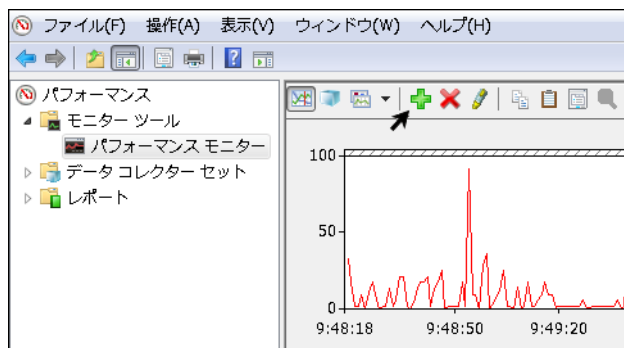 ファイル(F) 操作(A) 表示(V) ウィンドウ(W) ヘルプ(H)
パフォーマンス
モニター ツール
パフォーマンス モニター
データ コレクター セット
レポート
100
50
0
9:48:18 9:48:50 9:49:20